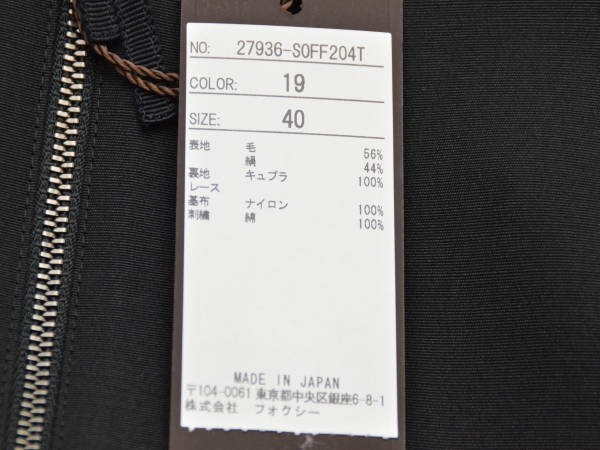 NO: 27936-SOFF204T
COLOR: 19
SIZE: 40
表地 毛 56%
絹 44%
裏地 キュプラ 100%
レース
基布 ナイロン 100%
刺繍 綿 100%
MADE IN JAPAN
〒104-0061 東京都中央区銀座6-8-1
株式会社 フォクシー